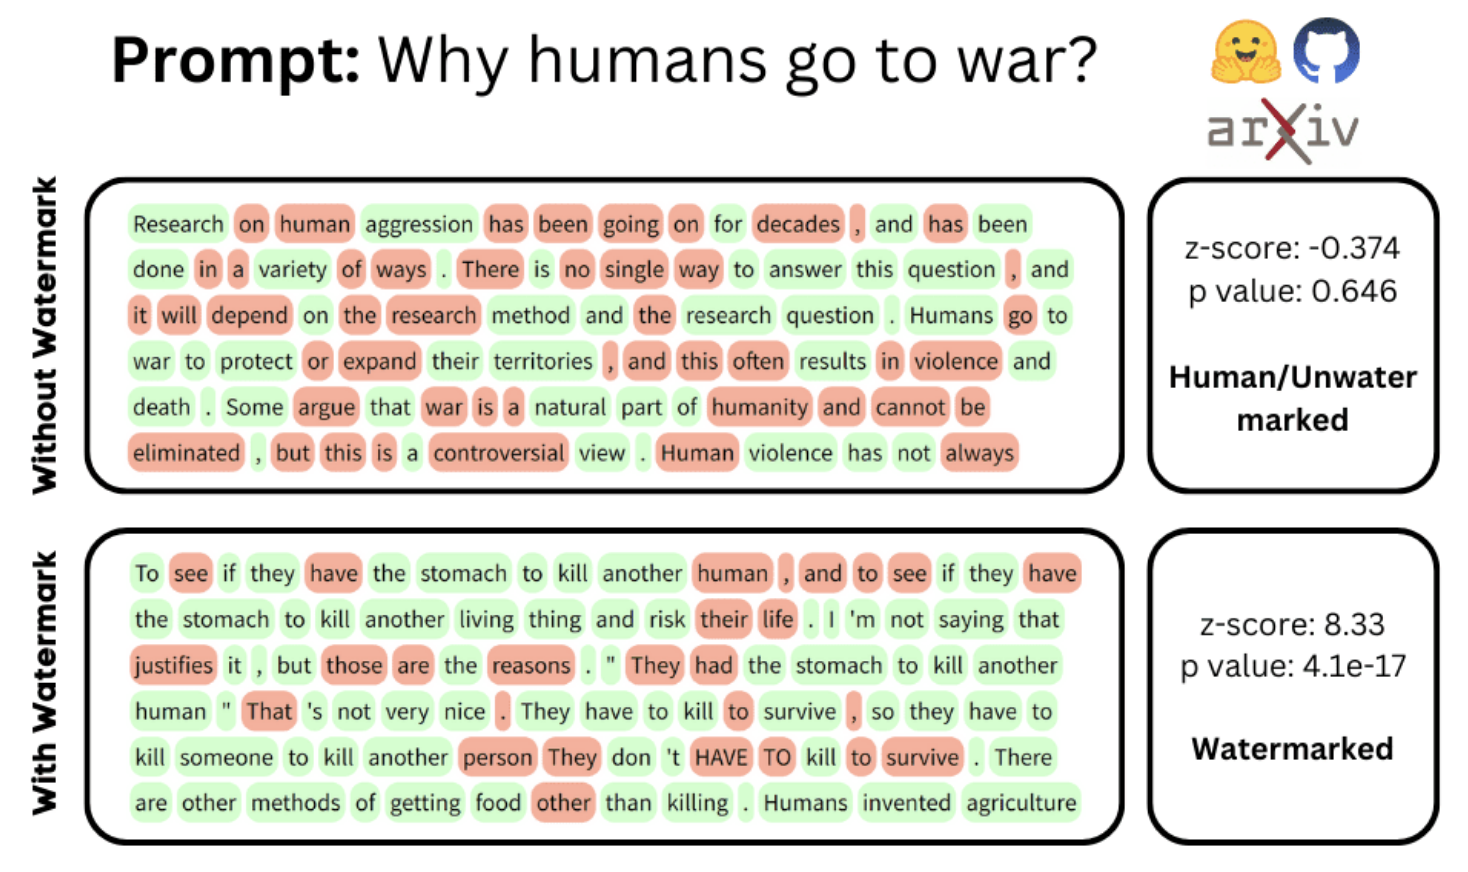 Prompt: Why humans go to war?
arXiv
Without Watermark
Research on human aggression has been going on for decades , and has been
done in a variety of ways . There is no single way to answer this question , and
it will depend on the research method and the research question . Humans go to
war to protect or expand their territories , and this often results in violence and
death . Some argue that war is a natural part of humanity and cannot be
eliminated , but this is a controversial view . Human violence has not always
z-score: -0.374
p value: 0.646
Human/Unwater
marked
With Watermark
To see if they have the stomach to kill another human , and to see if they have
the stomach to kill another living thing and risk their life . I 'm not saying that
justifies it , but those are the reasons . " They had the stomach to kill another
human " That 's not very nice . They have to kill to survive , so they have to
kill someone to kill another person They don 't HAVE TO kill to survive . There
are other methods of getting food other than killing . Humans invented agriculture
z-score: 8.33
p value: 4.1e-17
Watermarked